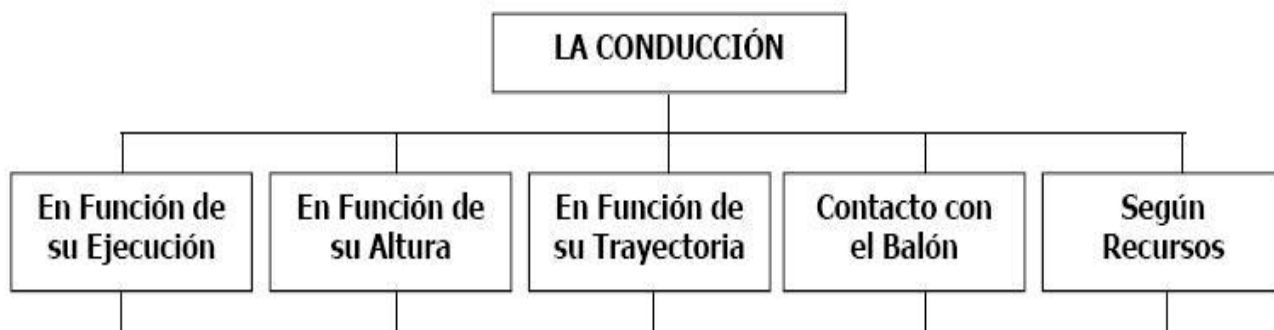 LA CONDUCCIÓN
En Función de
su Ejecución
En Función de
su Altura
En Función de
su Trayectoria
Contacto con
el Balón
Según
Recursos